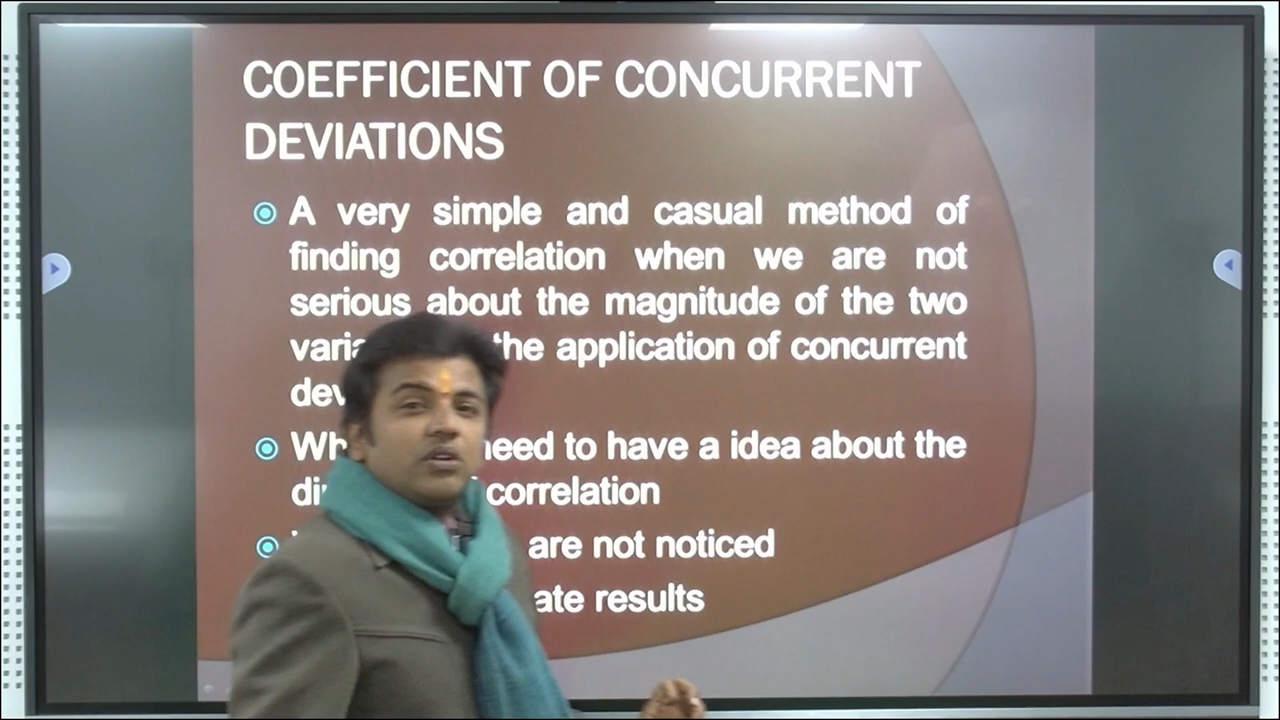 COEFFICIENT OF CONCURRENT
DEVIATIONS
A very simple and casual method of
finding correlation when we are not
serious about the magnitude of the two
the application of concurrent
need to have a idea about the
correlation
are not noticed
results